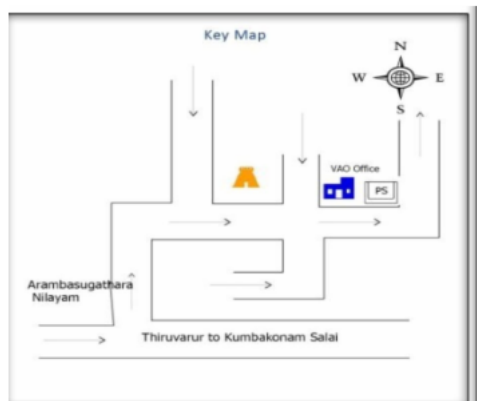 Key Map
N
W E
S
VAO Office
PS
Arambasugathara
Nilayam
Thiruvarur to Kumbakonam Salai